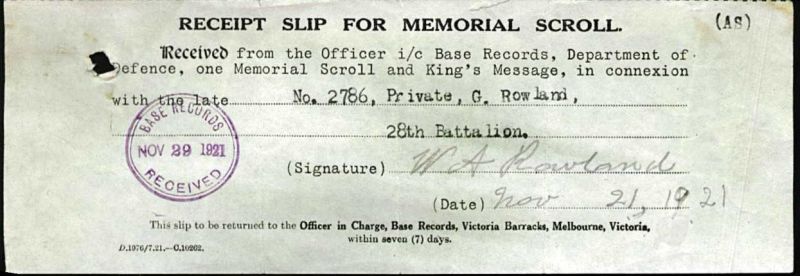 RECEIPT SLIP FOR MEMORIAL SCROLL.
(AS)
Received from the Officer i/c Base Records, Department of
Defence, one Memorial Scroll and King's Message, in connexion
with the late No. 2786, Private, G. Rowland,
28th Battalion.
BASE RECORDS
NOV 29 1921
RECEIVED
(Signature) W A Rowland
(Date) Nov 21, 1921
This slip to be returned to the Officer in Charge, Base Records, Victoria Barracks, Melbourne, Victoria,
within seven (7) days.
D.1076/7.21.—C.10262.